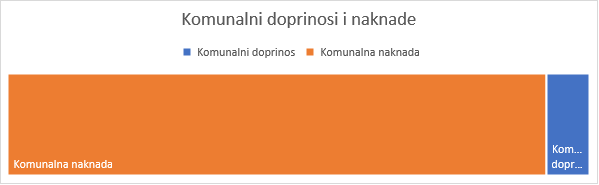 Komunalni doprinosi i naknade
Komunalni doprinos Komunalna naknada
Komunalna naknada
Kom...
dopr...